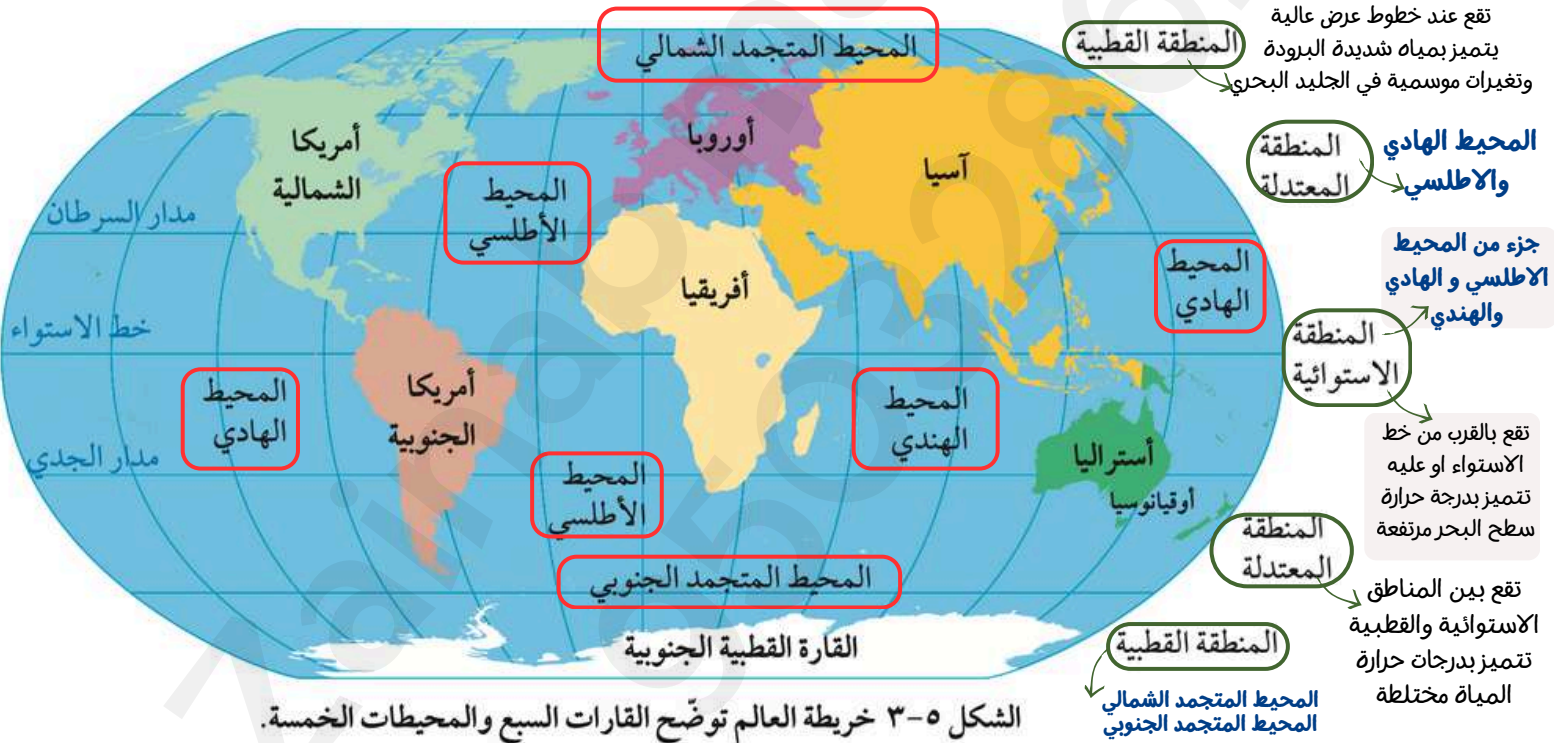 تقع عند خطوط عرض عالية
يتميز بمياه شديدة البرودة
وتغيرات موسمية في الجليد البحري
المنطقة القطبية
المحيط المتجمد الشمالي
المنطقة
المعتدلة
المحيط الهادي
والاطلسي
أوروبا
آسيا
أمريكا
الشمالية
المحيط
الأطلسي
مدار السرطان
جزء من المحيط
الاطلسي و الهادي
والهندي
المحيط
الهادي
أفريقيا
خط الاستواء
المنطقة
الاستوائية
المحيط
الهادي
أمريكا
الجنوبية
المحيط
الهندي
تقع بالقرب من خط
الاستواء او عليه
تتميز بدرجة حرارة
سطح البحر مرتفعة
مدار الجدي
المحيط
الأطلسي
أستراليا
أوقيانوسيا
المنطقة
المعتدلة
المحيط المتجمد الجنوبي
تقع بين المناطق
الاستوائية والقطبية
تتميز بدرجات حرارة
المياة مختلطة
القارة القطبية الجنوبية
المنطقة القطبية
المحيط المتجمد الشمالي
المحيط المتجمد الجنوبي
الشكل ٥-٣ خريطة العالم توضّح القارات السبع والمحيطات الخمسة.